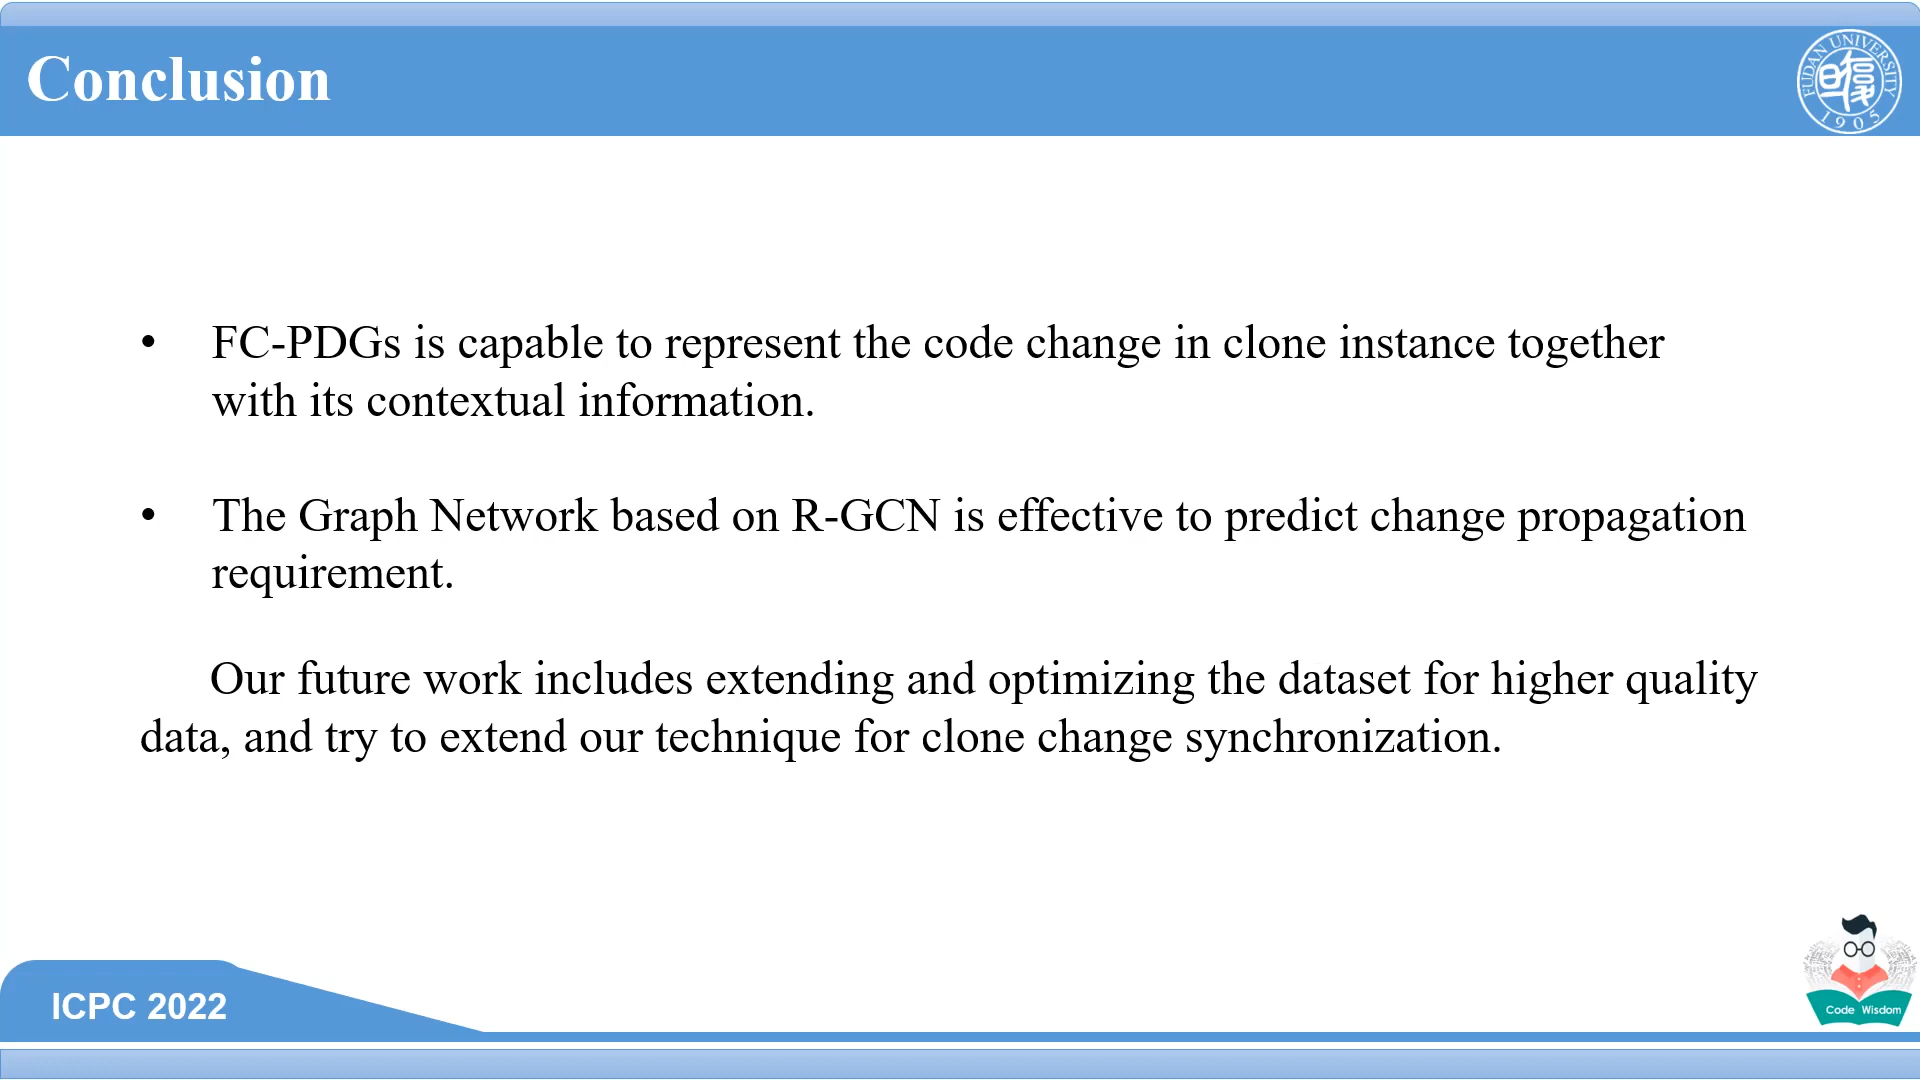 Conclusion
FUDAN UNIVERSITY
1905
• FC-PDGs is capable to represent the code change in clone instance together
with its contextual information.
• The Graph Network based on R-GCN is effective to predict change propagation
requirement.
Our future work includes extending and optimizing the dataset for higher quality
data, and try to extend our technique for clone change synchronization.
ICPC 2022
Code Wisdom